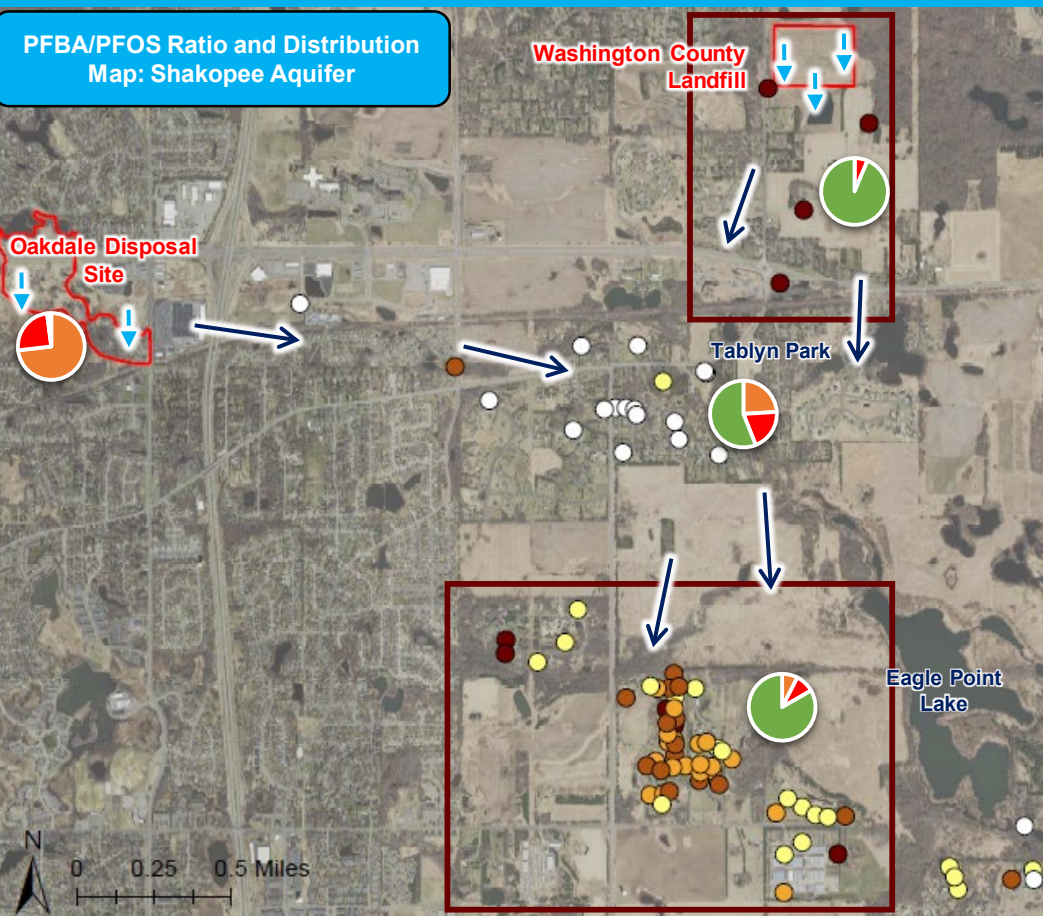 PFBA/PFOS Ratio and Distribution
Map: Shakopee Aquifer
Washington County
Landfill
Oakdale Disposal
Site
Tablyn Park
Eagle Point
Lake
N
0 0.25 0.5 Miles